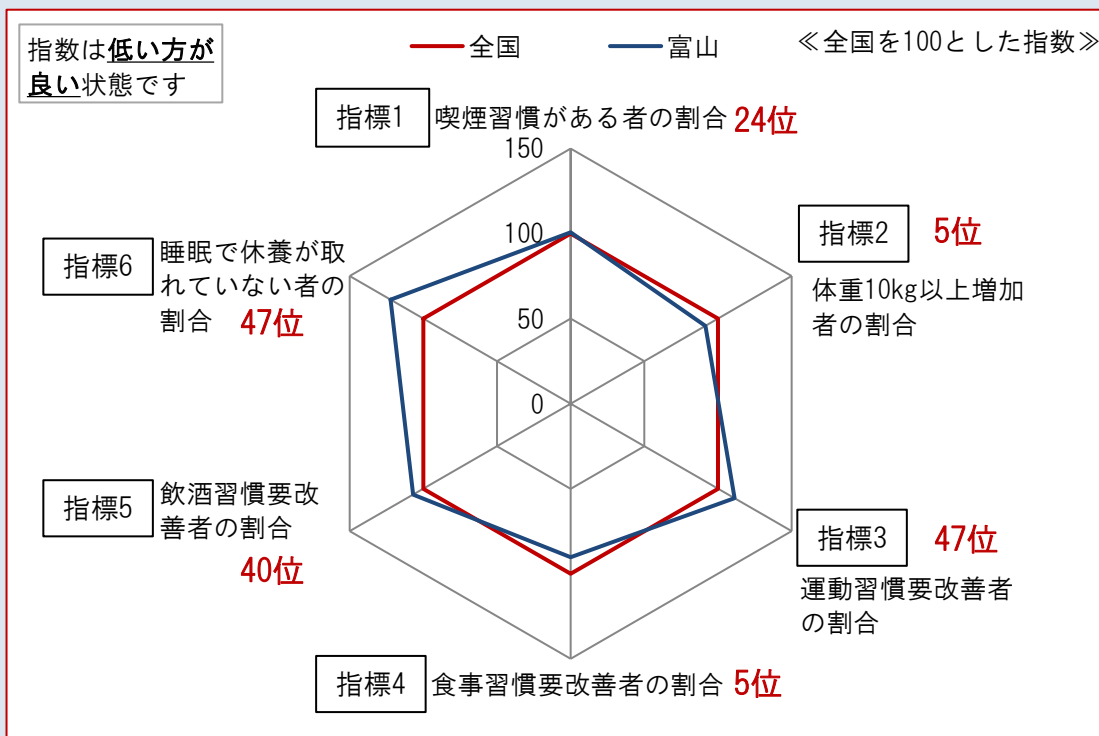 指数は低い方が
良い状態です
全国
富山
≪全国を100とした指数≫
指標1
喫煙習慣がある者の割合 24位
150
100
50
0
指標2
5位
体重10kg以上増加
者の割合
指標3
47位
運動習慣要改善者
の割合
指標4
食事習慣要改善者の割合 5位
指標5
飲酒習慣要改
善者の割合
40位
指標6
睡眠で休養が取
れていない者の
割合 47位